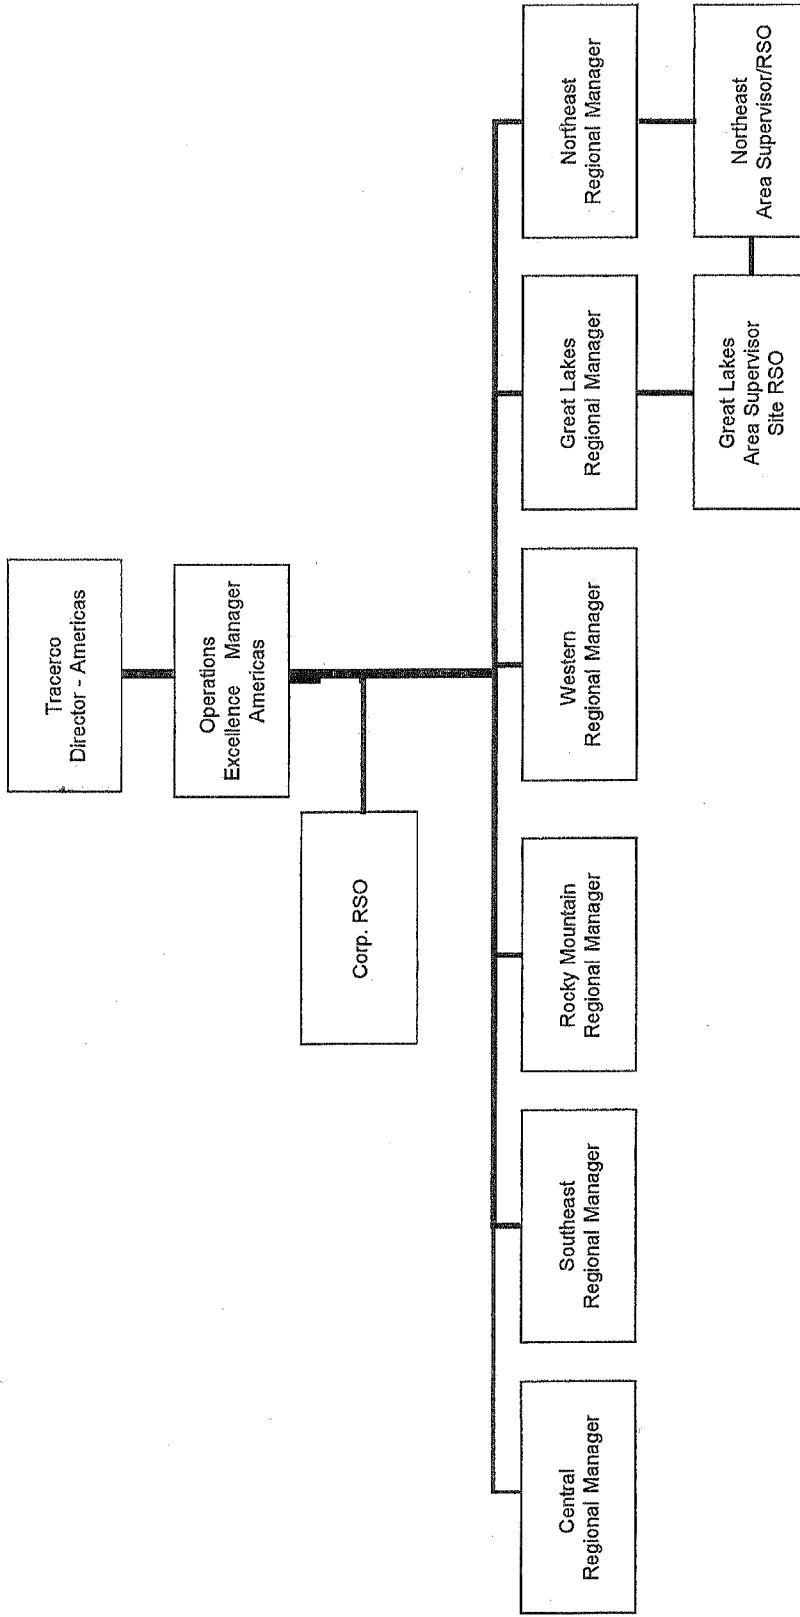 Tracerco
Director - Americas
Operations
Excellence Manager
Americas
Corp. RSO
Central
Regional Manager
Southeast
Regional Manager
Rocky Mountain
Regional Manager
Western
Regional Manager
Great Lakes
Regional Manager
Northeast
Regional Manager
Great Lakes
Area Supervisor
Site RSO
Northeast
Area Supervisor/RSO